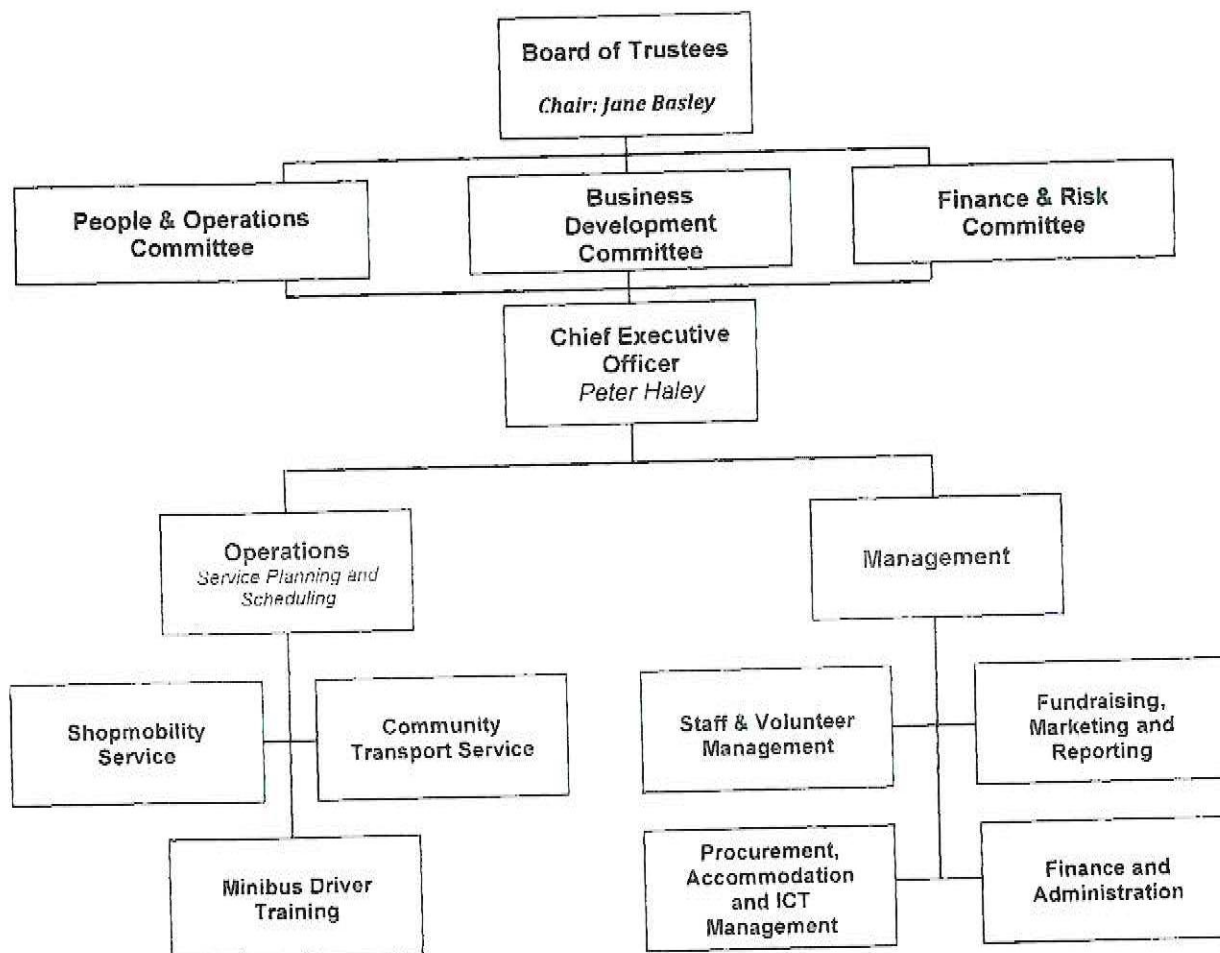 Board of Trustees
Chair: Jane Basley
People & Operations
Committee
Business
Development
Committee
Finance & Risk
Committee
Chief Executive
Officer
Peter Haley
Operations
Service Planning and
Scheduling
Management
Shopmobility
Service
Community
Transport Service
Staff & Volunteer
Management
Fundraising,
Marketing and
Reporting
Minibus Driver
Training
Procurement,
Accommodation
and ICT
Management
Finance and
Administration